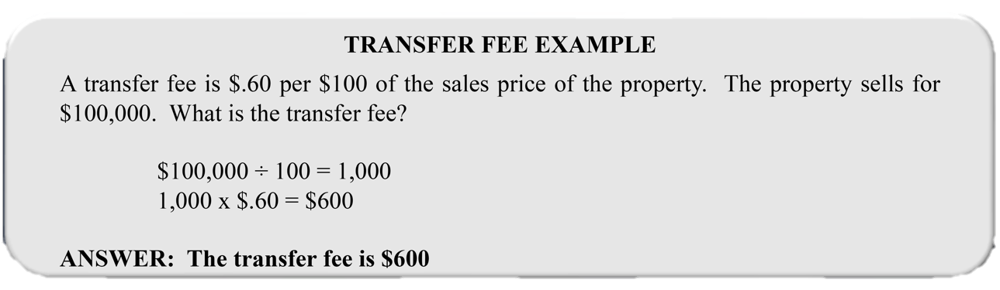 TRANSFER FEE EXAMPLE
A transfer fee is $.60 per $100 of the sales price of the property.  The property sells for
$100,000.  What is the transfer fee?
$100,000 ÷ 100 = 1,000
1,000 x $.60 = $600
ANSWER:  The transfer fee is $600